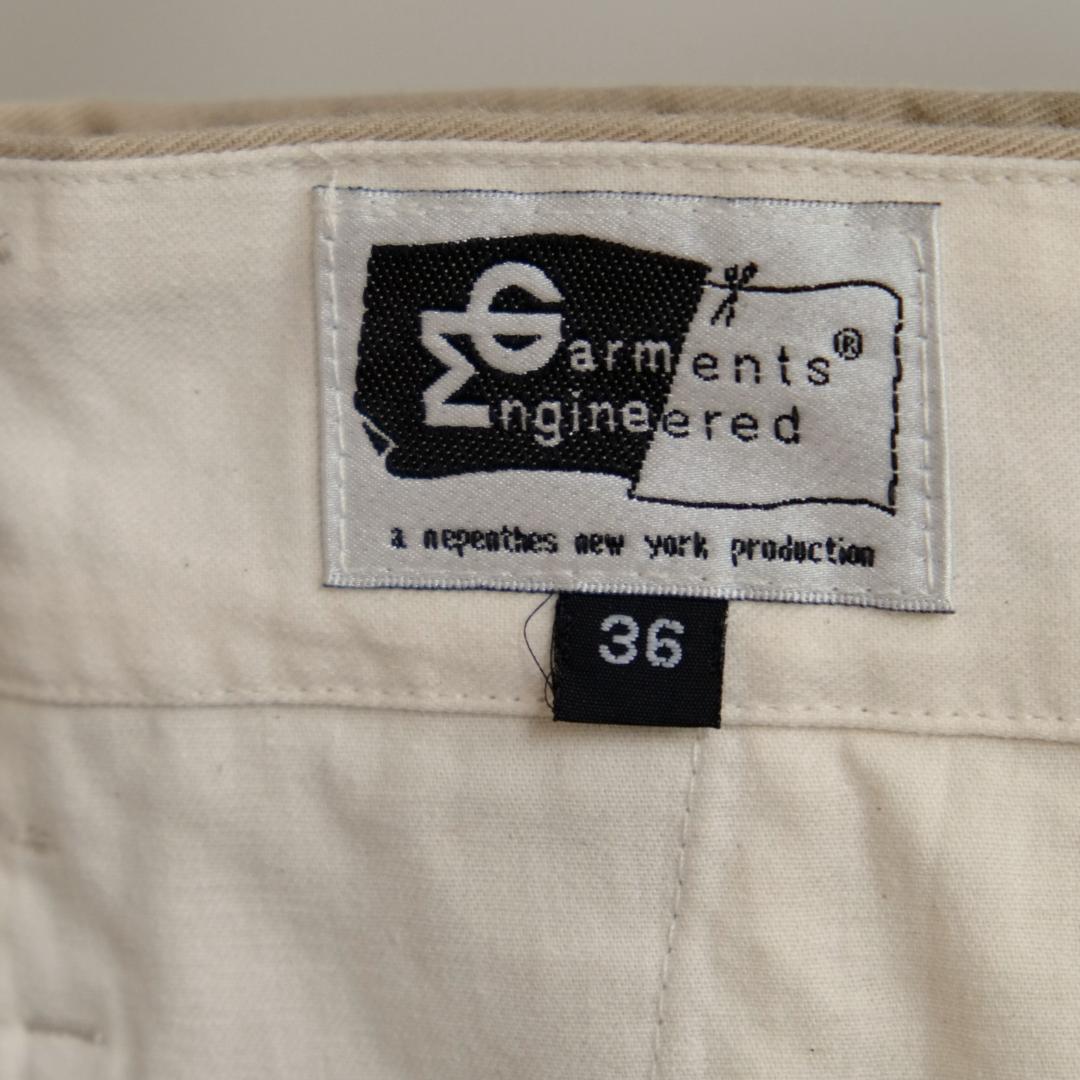 Garments®
Engineered
a nepenthes new york production
36